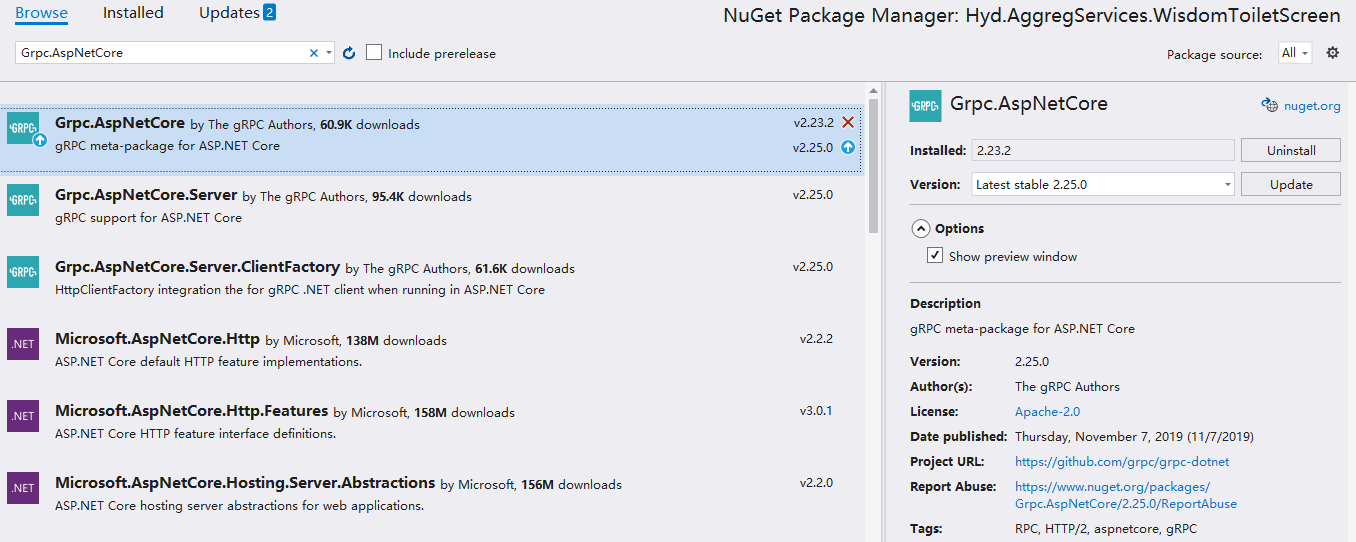 Browse Installed Updates 2
NuGet Package Manager: Hyd.AggregServices.WisdomToiletScreen
Grpc.AspNetCore
Include prerelease
Package source: All
GRPC
Grpc.AspNetCore by The gRPC Authors, 60.9K downloads
v2.23.2
gRPC meta-package for ASP.NET Core
v2.25.0
GRPC
Grpc.AspNetCore.Server by The gRPC Authors, 95.4K downloads
v2.25.0
gRPC support for ASP.NET Core
GRPC
Grpc.AspNetCore.Server.ClientFactory by The gRPC Authors, 61.6K downloads
v2.25.0
HttpClientFactory integration the for gRPC .NET client when running in ASP.NET Core
.NET
Microsoft.AspNetCore.Http by Microsoft, 138M downloads
v2.2.2
ASP.NET Core default HTTP feature implementations.
.NET
Microsoft.AspNetCore.Http.Features by Microsoft, 158M downloads
v3.0.1
ASP.NET Core HTTP feature interface definitions.
.NET
Microsoft.AspNetCore.Hosting.Server.Abstractions by Microsoft, 156M downloads
v2.2.0
ASP.NET Core hosting server abstractions for web applications.
GRPC
Grpc.AspNetCore
nuget.org
Installed: 2.23.2 Uninstall
Version: Latest stable 2.25.0 Update
Options
Show preview window
Description
gRPC meta-package for ASP.NET Core
Version: 2.25.0
Author(s): The gRPC Authors
License: Apache-2.0
Date published: Thursday, November 7, 2019 (11/7/2019)
Project URL: https://github.com/grpc/grpc-dotnet
Report Abuse: https://www.nuget.org/packages/
Grpc.AspNetCore/2.25.0/ReportAbuse
Tags: RPC, HTTP/2, aspnetcore, gRPC